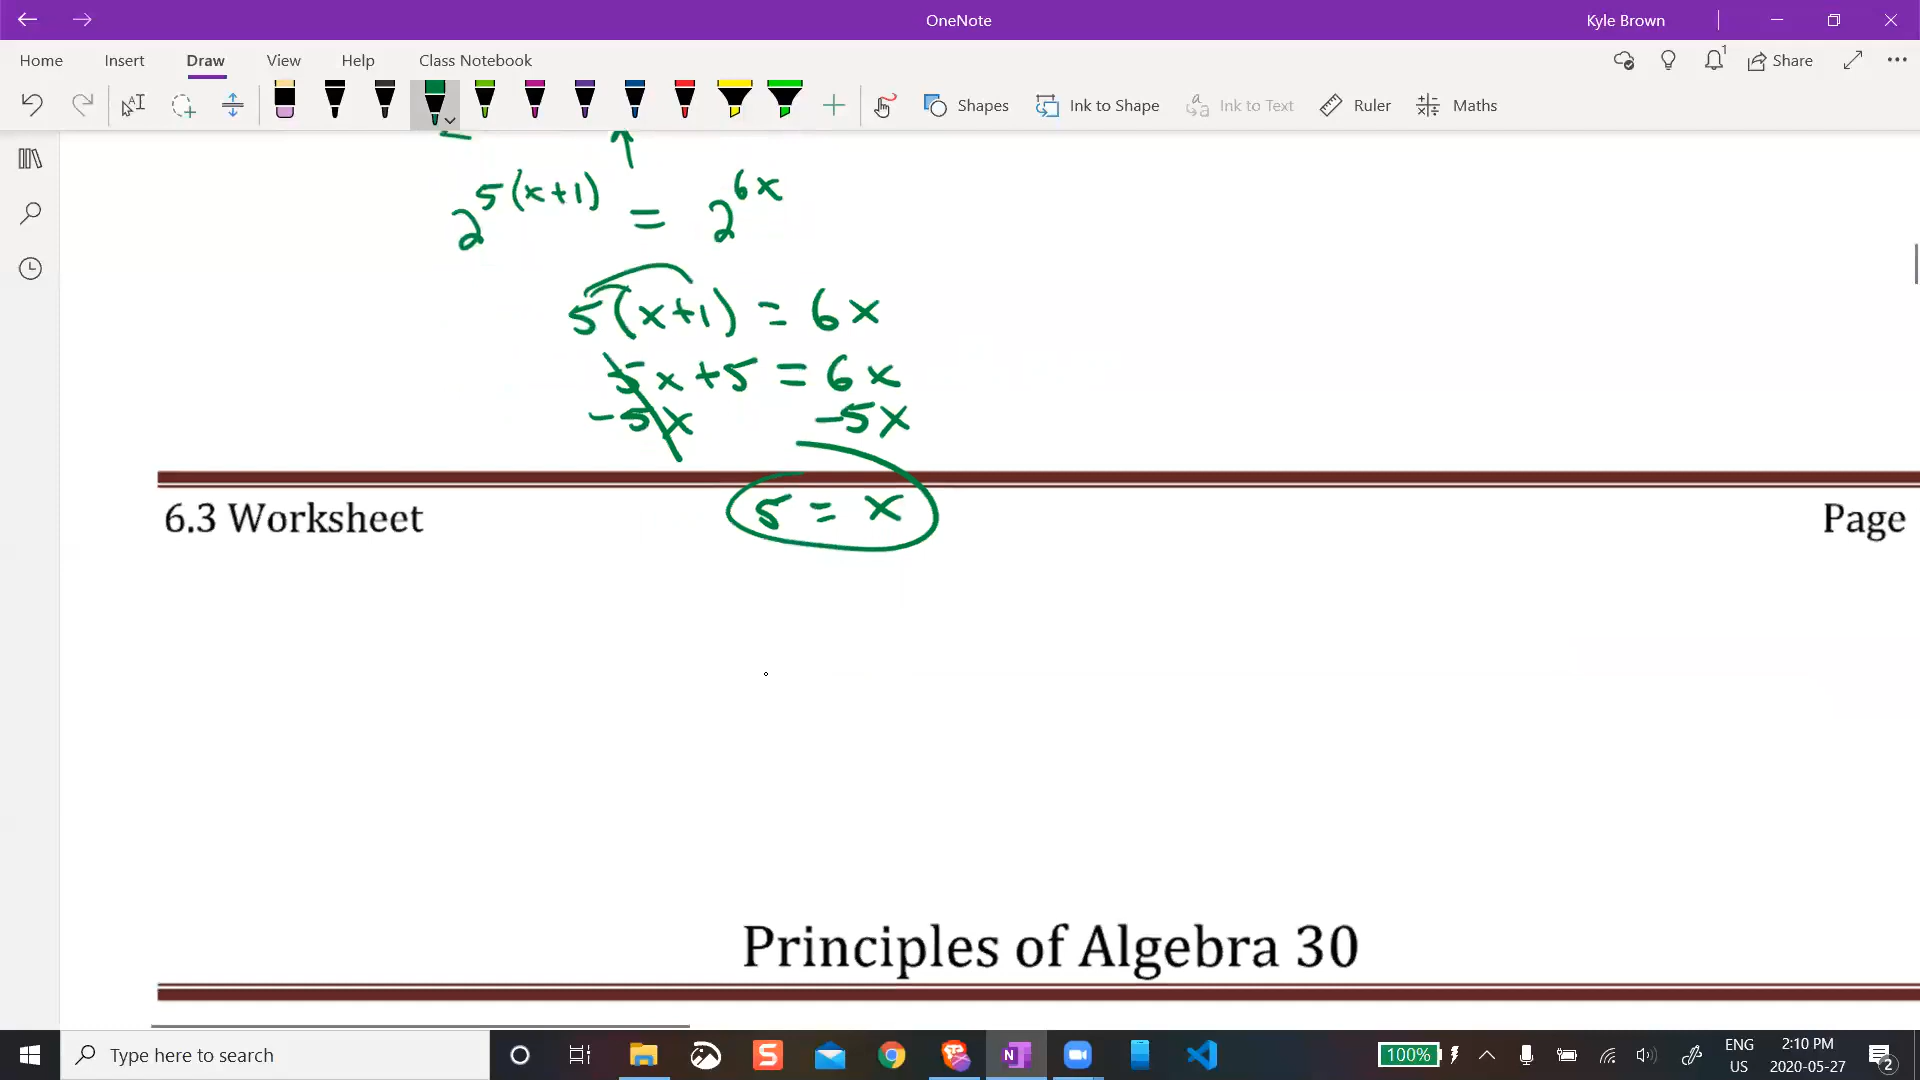 OneNote
Kyle Brown
Home Insert Draw View Help Class Notebook
1 Share
Shapes Ink to Shape Ink to Text Ruler Maths
2^5(x+1) = 2^6x
5(x+1) = 6x
5x+5 = 6x
-5x -5x
6.3 Worksheet 5 = x Page
Principles of Algebra 30
Type here to search
100% ENG 2:10 PM
US 2020-05-27 2